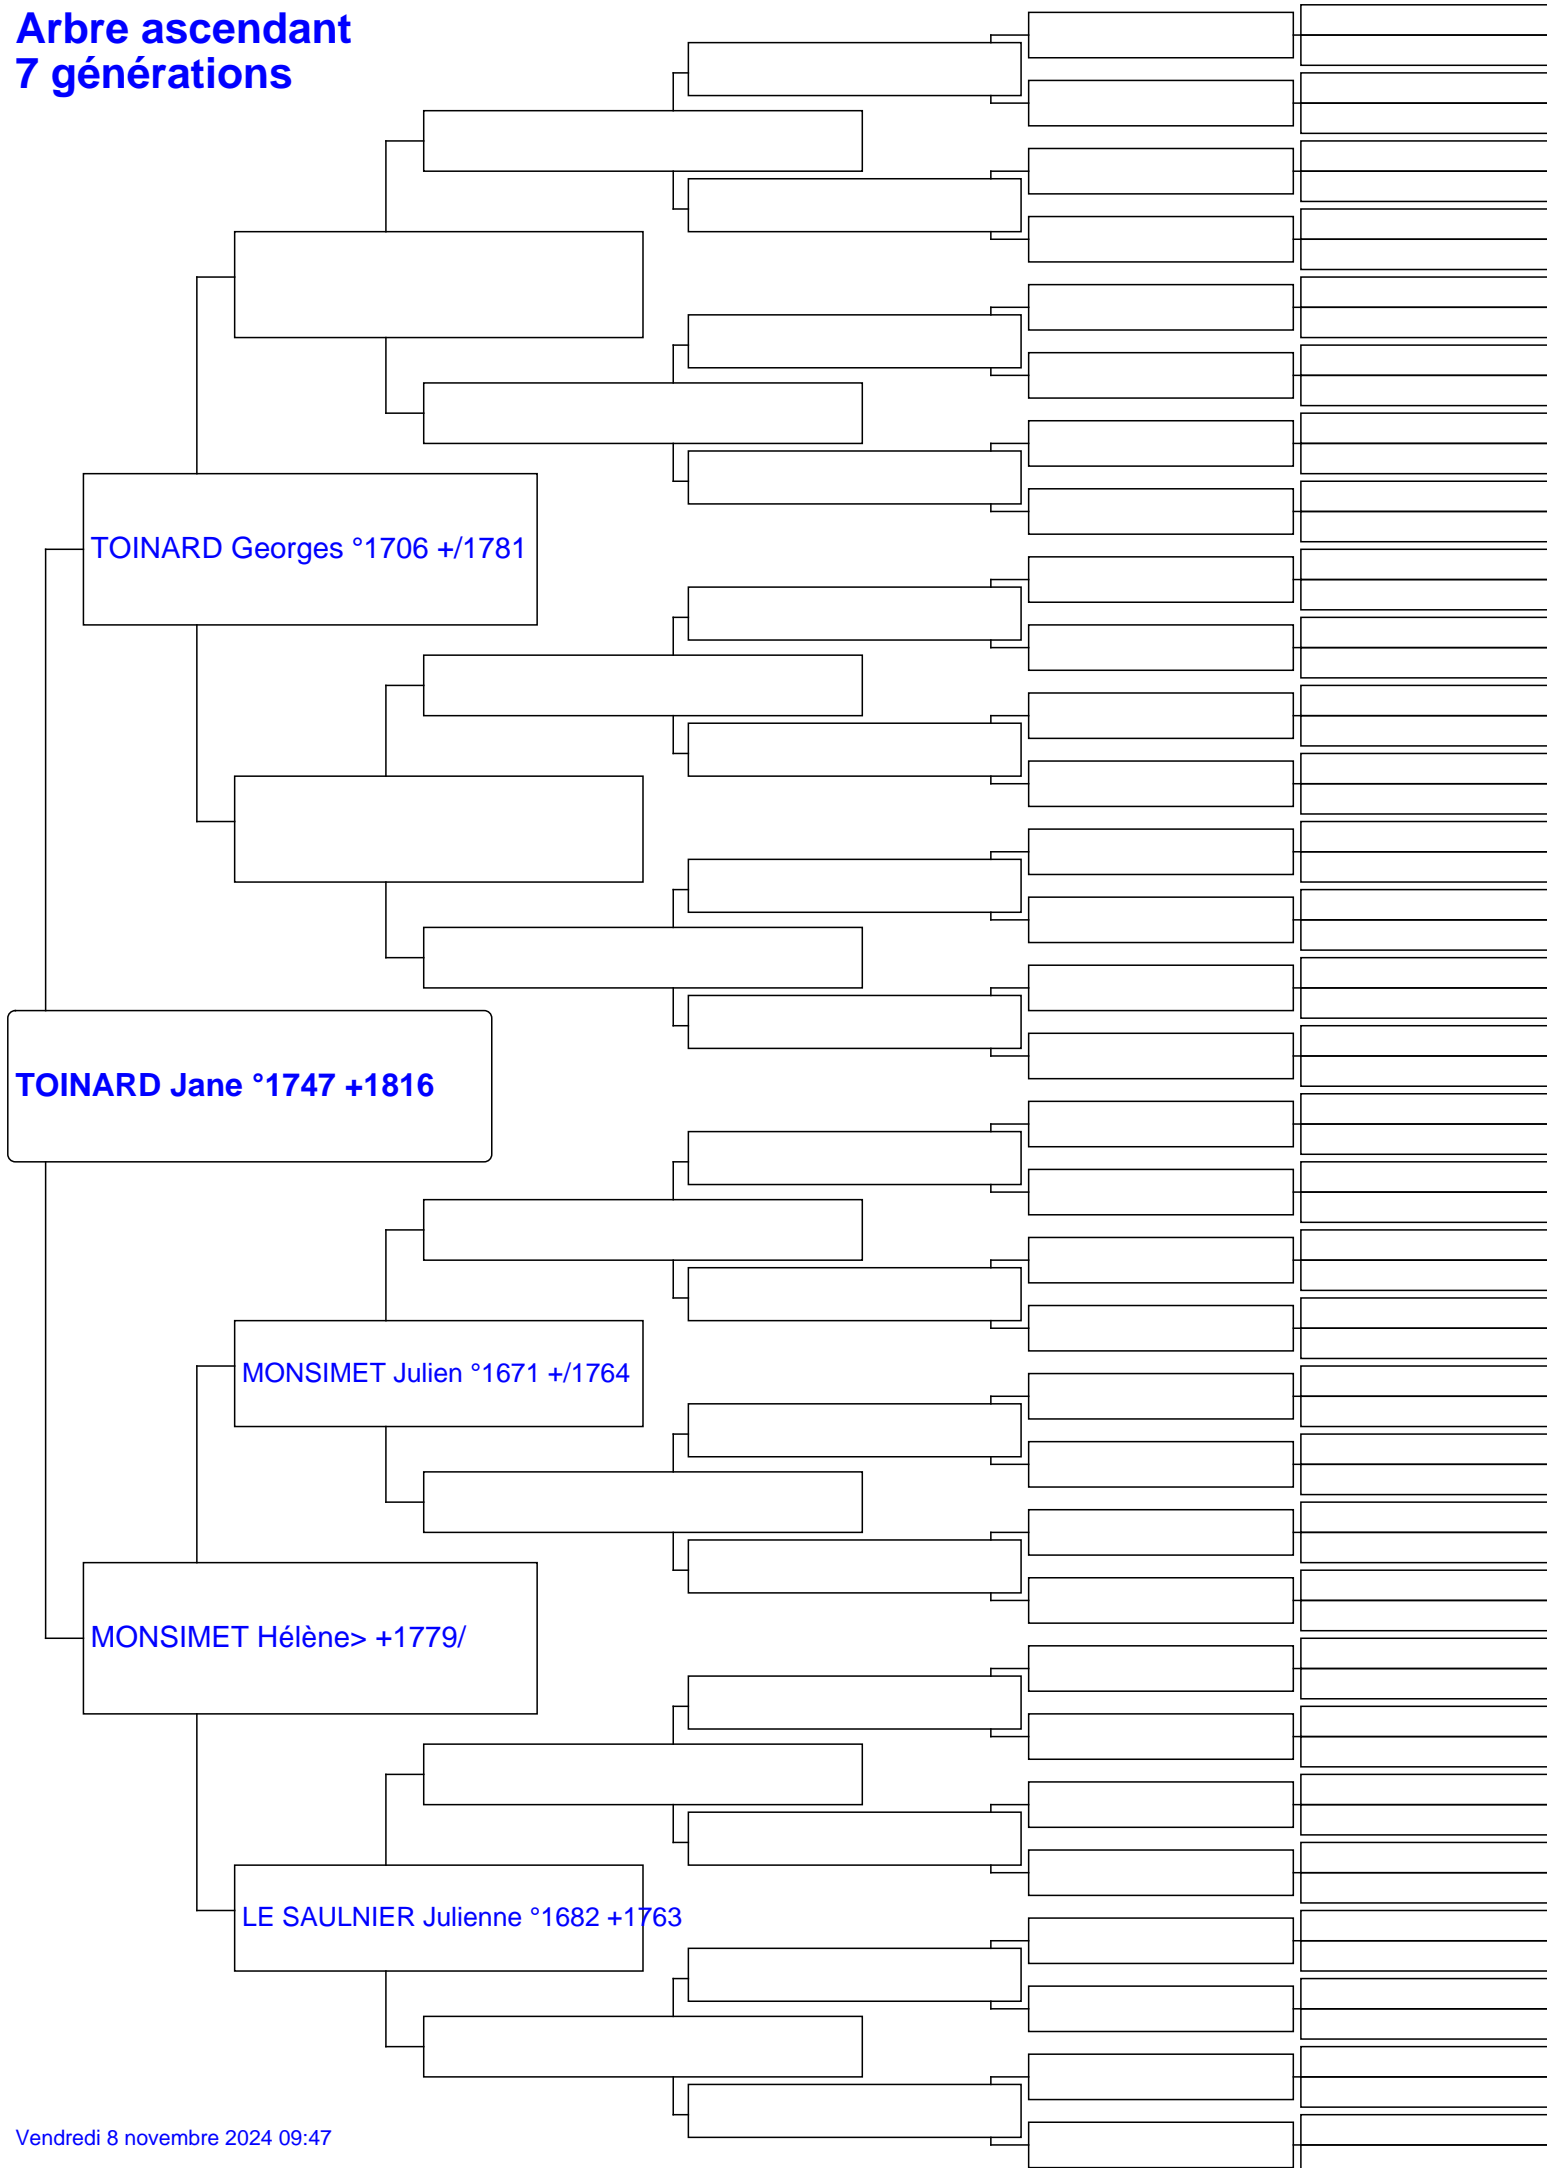 Arbre ascendant
7 générations
TOINARD Georges °1706 +/1781
TOINARD Jane °1747 +1816
MONSIMET Julien °1671 +/1764
MONSIMET Hélène> +1779/
LE SAULNIER Julienne °1682 +1763
Vendredi 8 novembre 2024 09:47